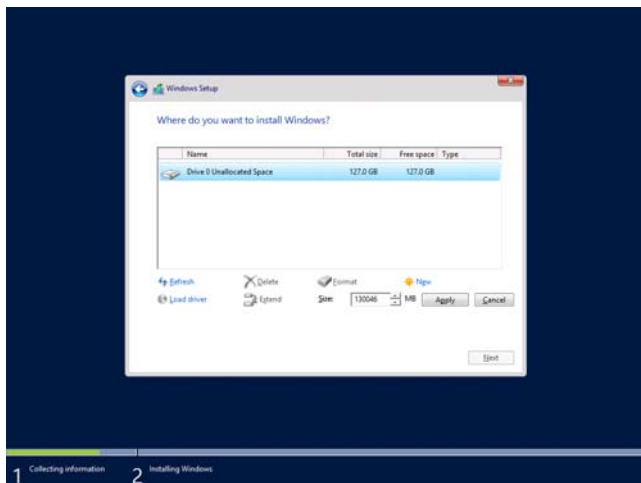 Windows Setup
Where do you want to install Windows?
Name Total size Free space Type
Drive 0 Unallocated Space 127.0 GB 127.0 GB
Refresh Delete Format New
Load driver Extend Size: 130046 MB Apply Cancel
Next
1 Collecting information 2 Installing Windows